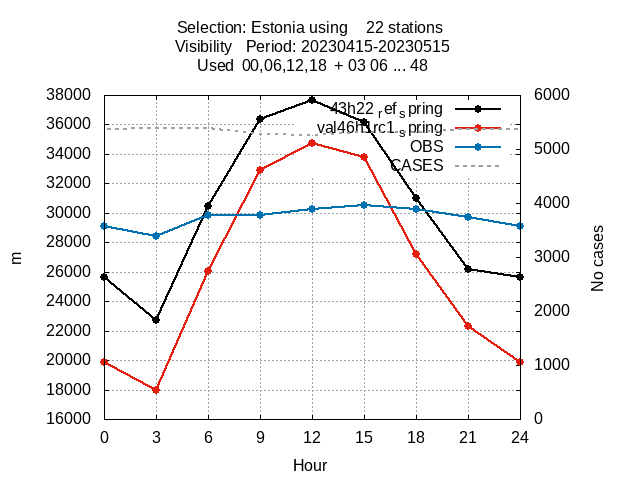 Selection: Estonia using 22 stations
Visibility Period: 20230415-20230515
Used 00,06,12,18 + 03 06 ... 48
38000
36000
34000
32000
30000
28000
26000
24000
22000
20000
18000
16000
6000
5000
4000
3000
2000
1000
0
43h22refspring
val46h1rc1spring
OBS
CASES
m
No cases
0 3 6 9 12 15 18 21 24
Hour